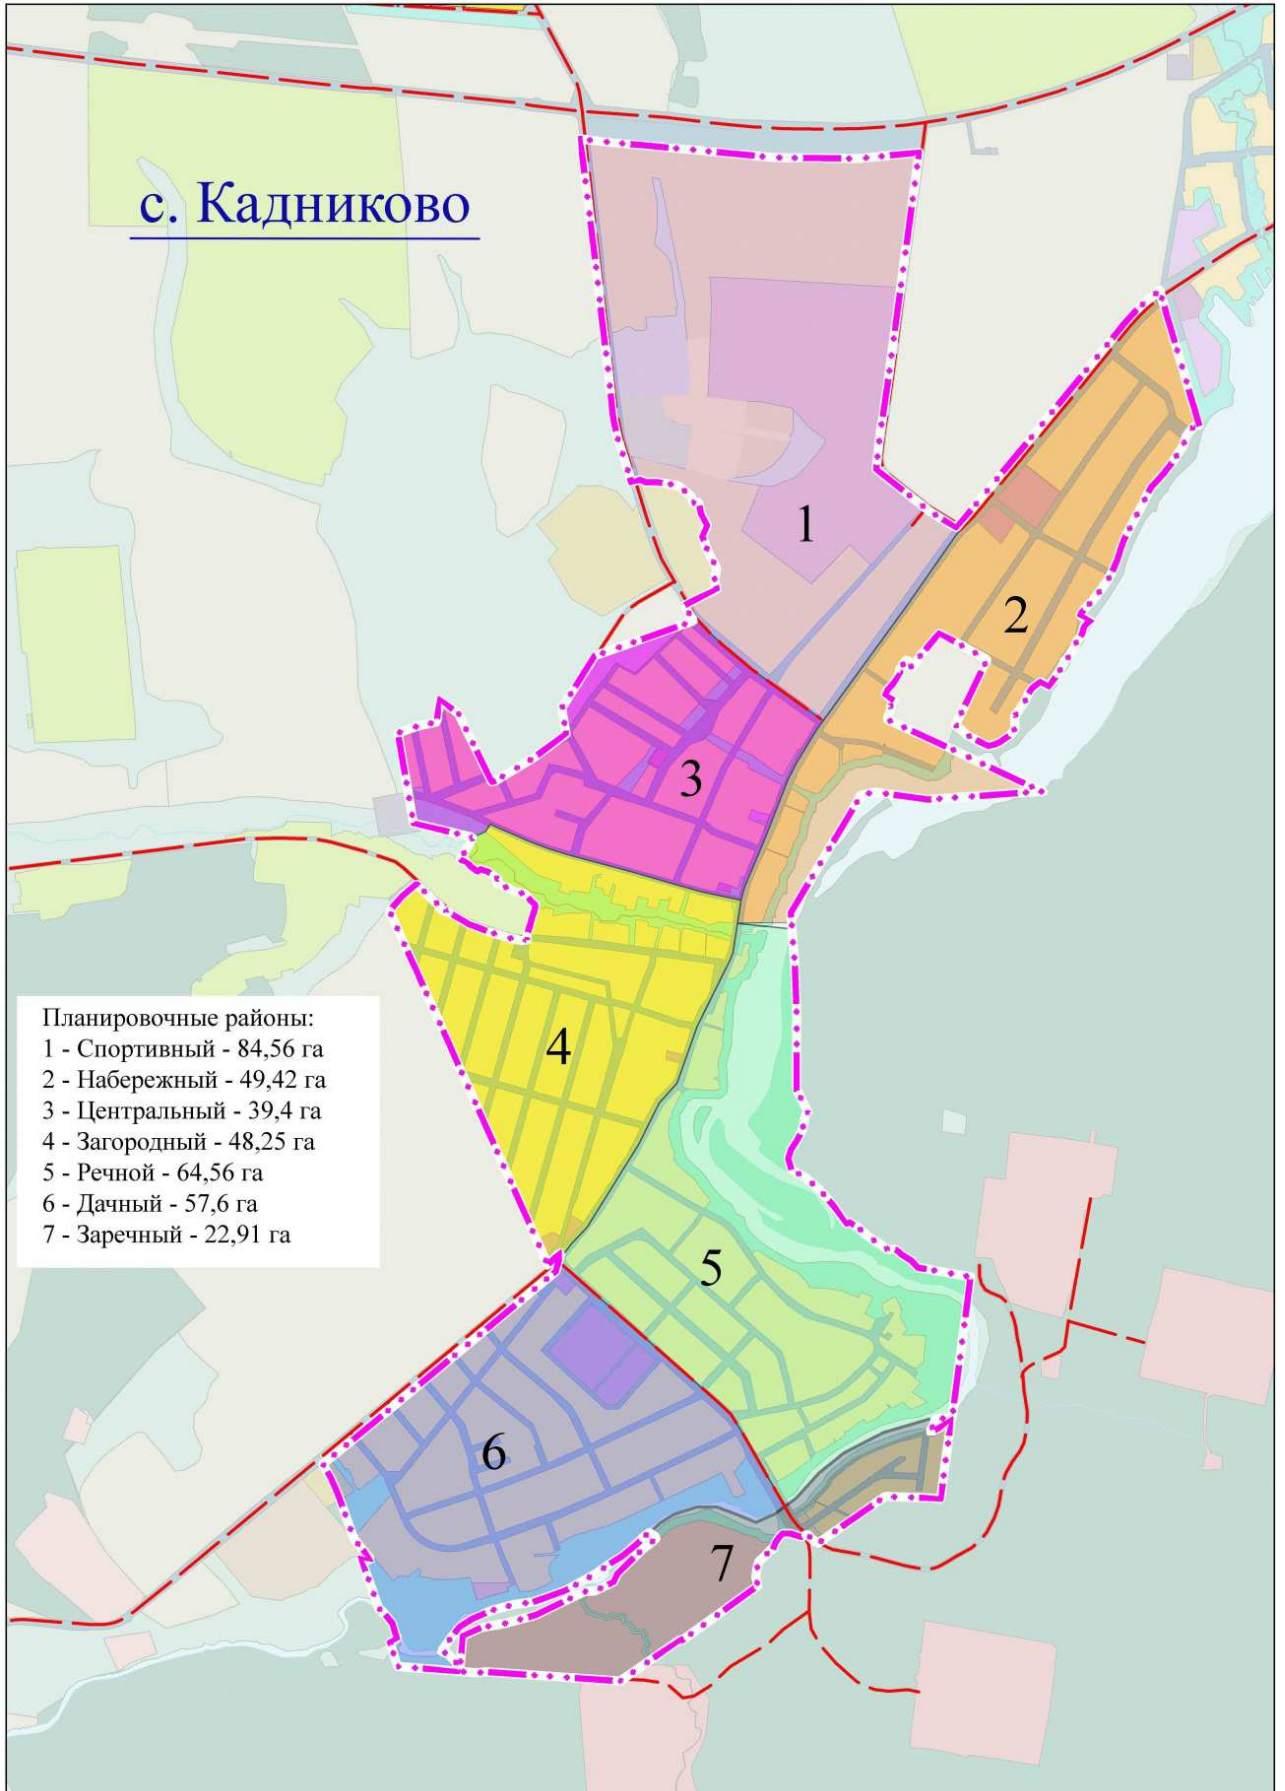 с. Кадниково
1
2
3
4
Планировочные районы:
1 - Спортивный - 84,56 га
2 - Набережный - 49,42 га
3 - Центральный - 39,4 га
4 - Загородный - 48,25 га
5 - Речной - 64,56 га
6 - Дачный - 57,6 га
7 - Заречный - 22,91 га
5
6
7